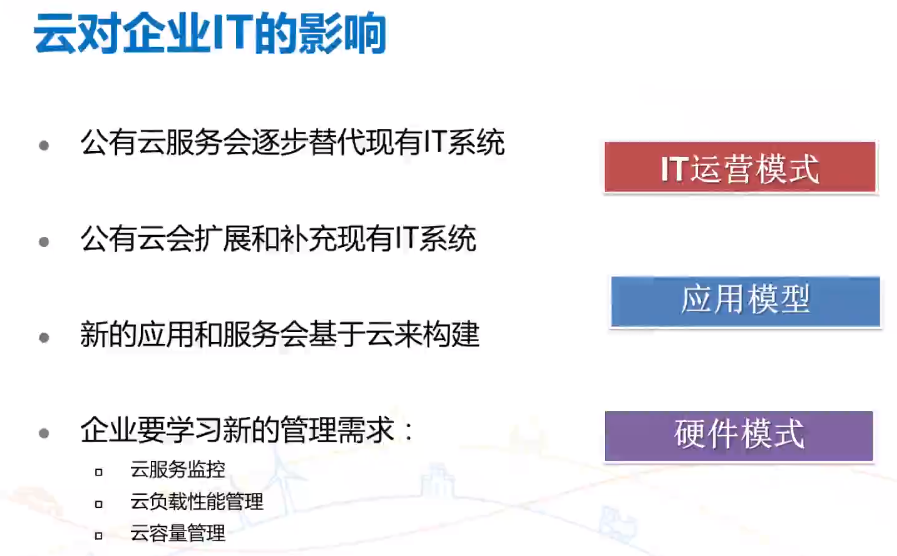 云对企业IT的影响
公有云服务会逐步替代现有IT系统
公有云会扩展和补充现有IT系统
新的应用和服务会基于云来构建
企业要学习新的管理需求：
云服务监控
云负载性能管理
云容量管理
IT运营模式
应用模型
硬件模式